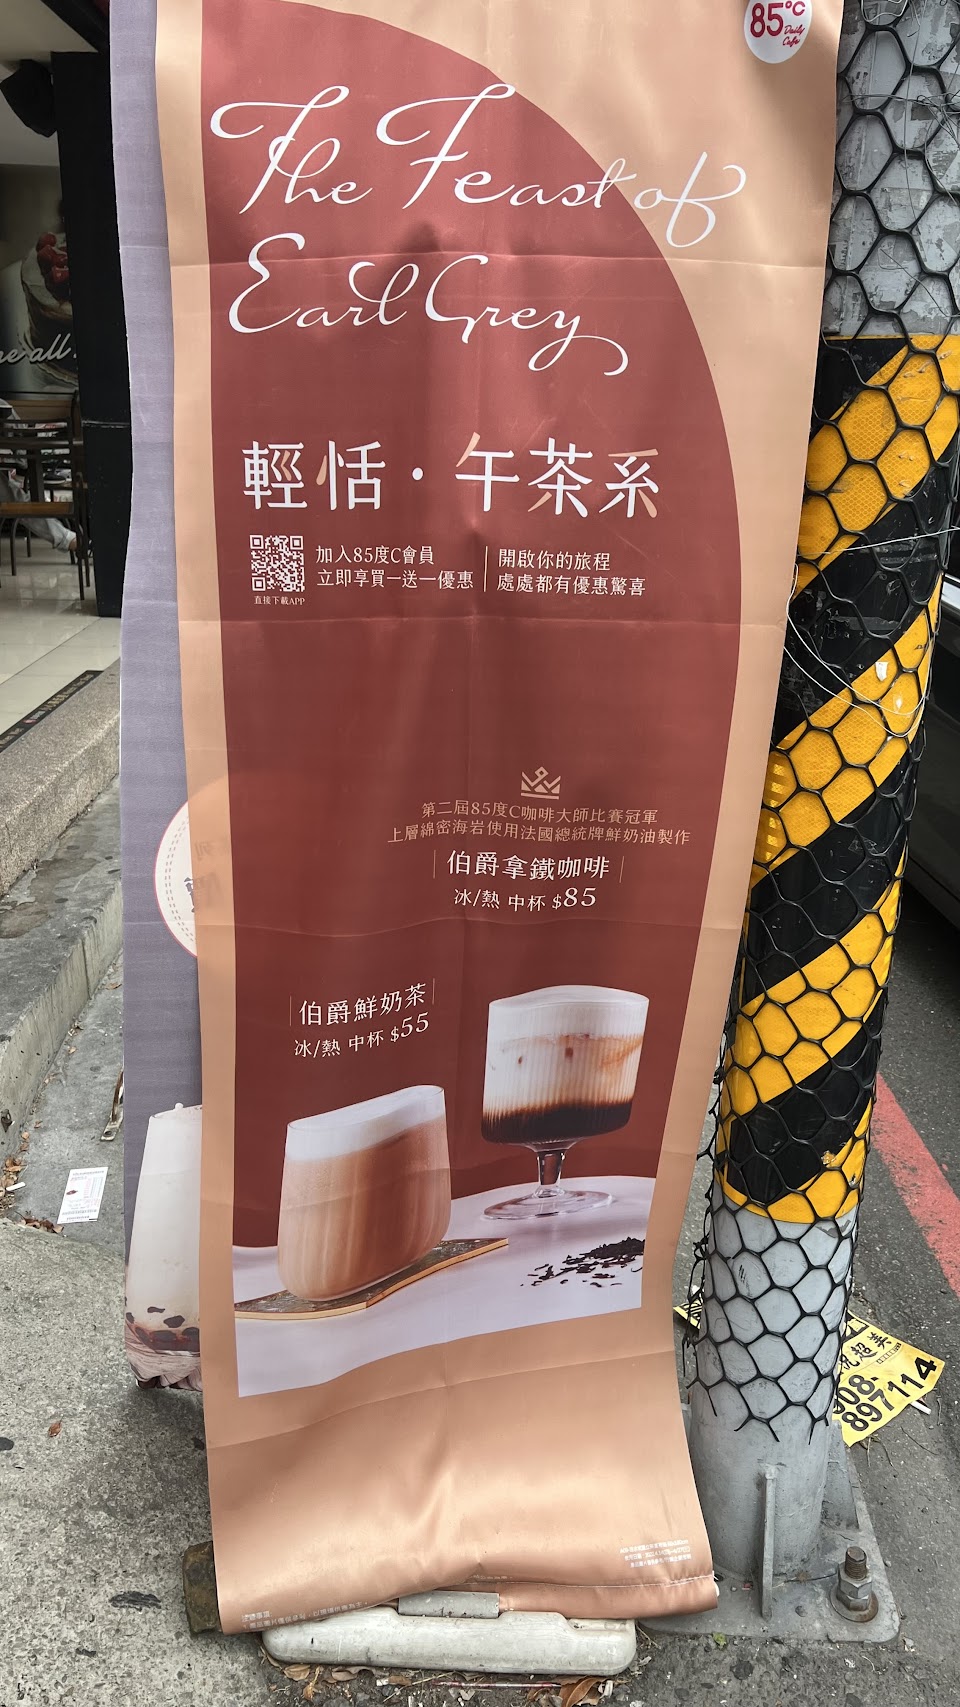 85°C
Daily
Cafe
The Feast of
Earl Grey
輕恬·午茶系
加入85度C會員
立即享買一送一優惠
開啟你的旅程
處處都有優惠驚喜
直接下載APP
第二屆85度C咖啡大師比賽冠軍
上層綿密海岩使用法國總統牌鮮奶油製作
伯爵拿鐵咖啡
冰/熱 中杯 $85
伯爵鮮奶茶
冰/熱 中杯 $55
all
897114